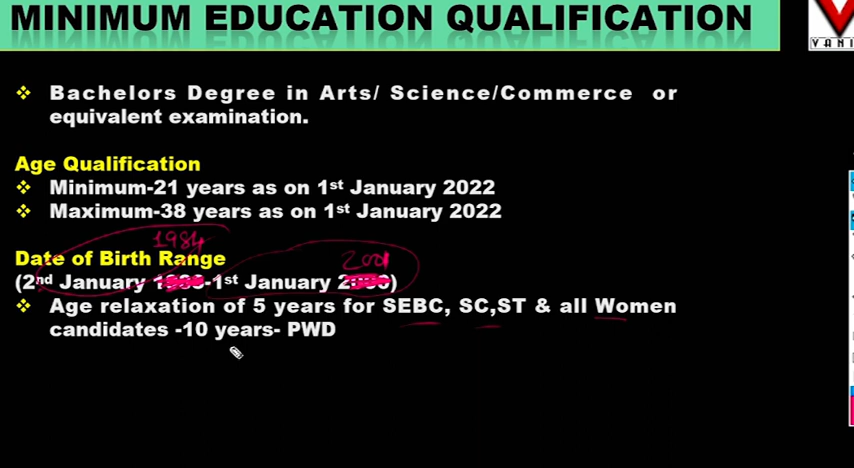 MINIMUM EDUCATION QUALIFICATION
VANI
❖ Bachelors Degree in Arts/ Science/Commerce or
equivalent examination.
Age Qualification
❖ Minimum-21 years as on 1st January 2022
❖ Maximum-38 years as on 1st January 2022
1984
Date of Birth Range
2001
(2nd January -1st January )
❖ Age relaxation of 5 years for SEBC, SC,ST & all Women
candidates -10 years- PWD